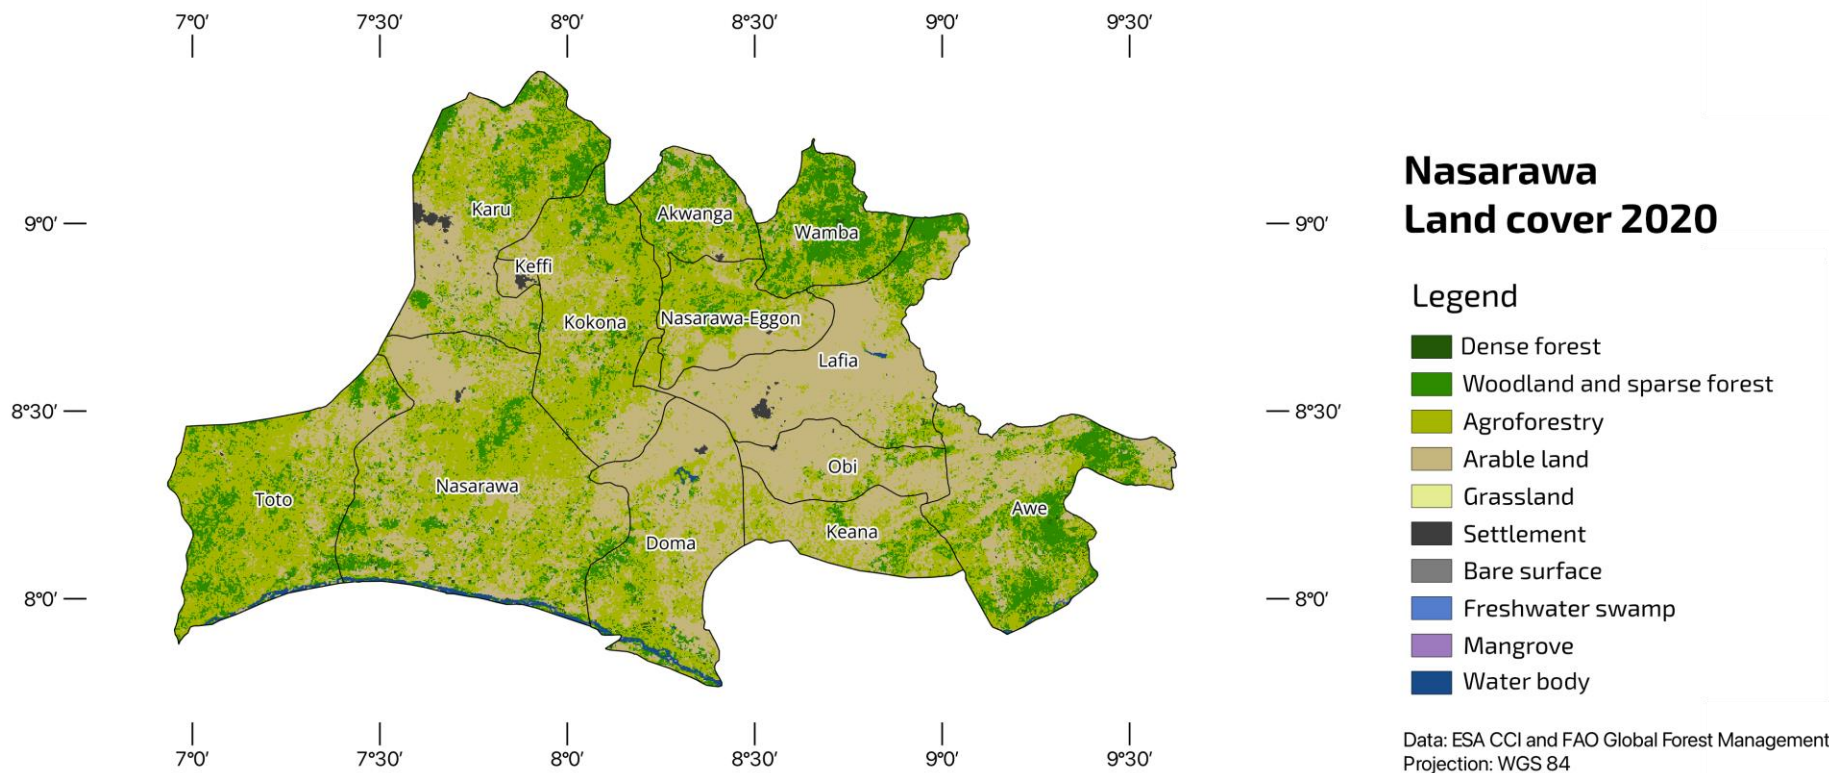 7°0′ 7°30′ 8°0′ 8°30′ 9°0′ 9°30′
Karu
Akwanga
9°0′
9°0′
Wamba
Keffi
Kokona
Nasarawa-Eggon
Lafia
8°30′
8°30′
Obi
Nasarawa
Toto
Awe
Keana
Doma
8°0′
8°0′
7°0′ 7°30′ 8°0′ 8°30′ 9°0′ 9°30′
Nasarawa
Land cover 2020
Legend
Dense forest
Woodland and sparse forest
Agroforestry
Arable land
Grassland
Settlement
Bare surface
Freshwater swamp
Mangrove
Water body
Data: ESA CCI and FAO Global Forest Management
Projection: WGS 84